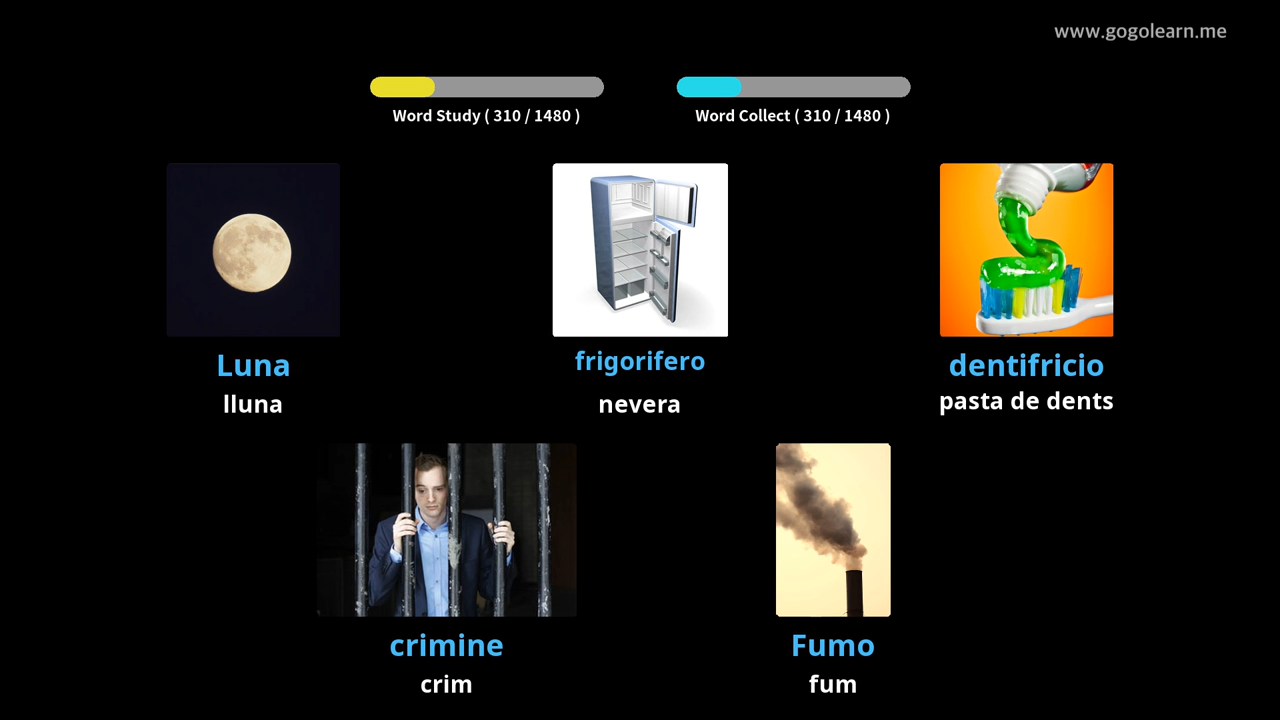 www.gogolearn.me
Word Study ( 310 / 1480 )
Word Collect ( 310 / 1480 )
Luna
lluna
frigorifero
nevera
dentifricio
pasta de dents
crimine
crim
Fumo
fum